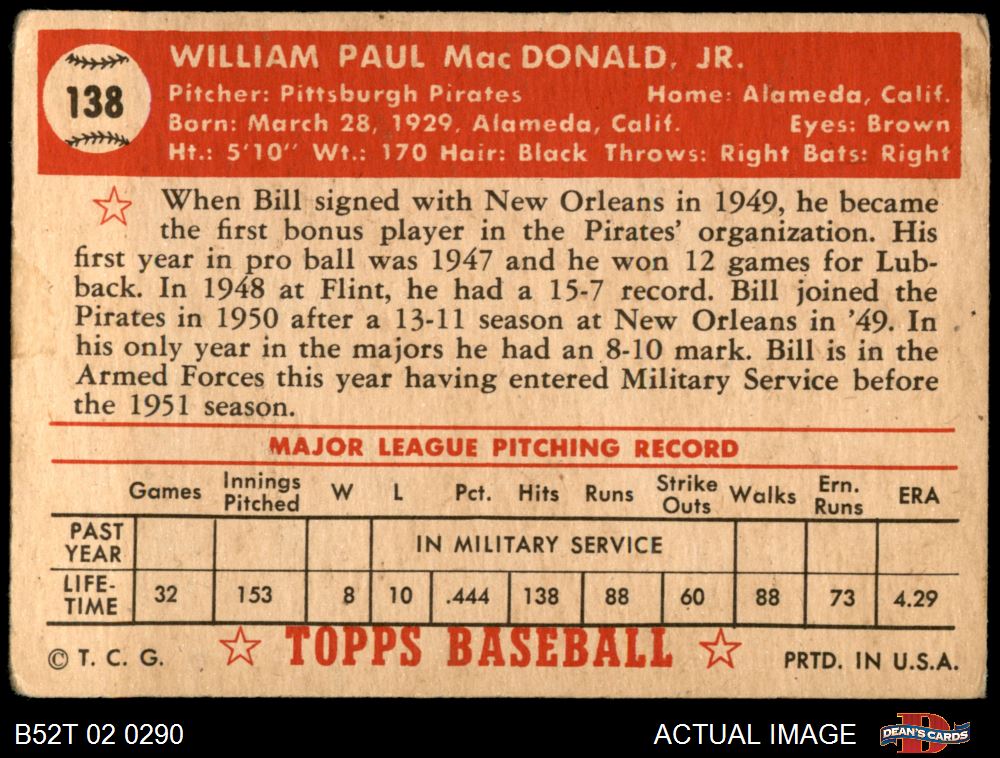 138
WILLIAM PAUL MacDONALD, JR.
Pitcher: Pittsburgh Pirates Home: Alameda, Calif.
Born: March 28, 1929, Alameda, Calif. Eyes: Brown
Ht.: 5'10" Wt.: 170 Hair: Black Throws: Right Bats: Right
When Bill signed with New Orleans in 1949, he became
the first bonus player in the Pirates' organization. His
first year in pro ball was 1947 and he won 12 games for Lub-
back. In 1948 at Flint, he had a 15-7 record. Bill joined the
Pirates in 1950 after a 13-11 season at New Orleans in '49. In
his only year in the majors he had an 8-10 mark. Bill is in the
Armed Forces this year having entered Military Service before
the 1951 season.
MAJOR LEAGUE PITCHING RECORD
Games Innings Pitched W L Pct. Hits Runs Strike Outs Walks Ern. Runs ERA
PAST YEAR IN MILITARY SERVICE
LIFE-TIME 32 153 8 10 .444 138 88 60 88 73 4.29
© T. C. G. TOPPS BASEBALL PRTD. IN U.S.A.
B52T 02 0290 ACTUAL IMAGE DEAN'S CARDS